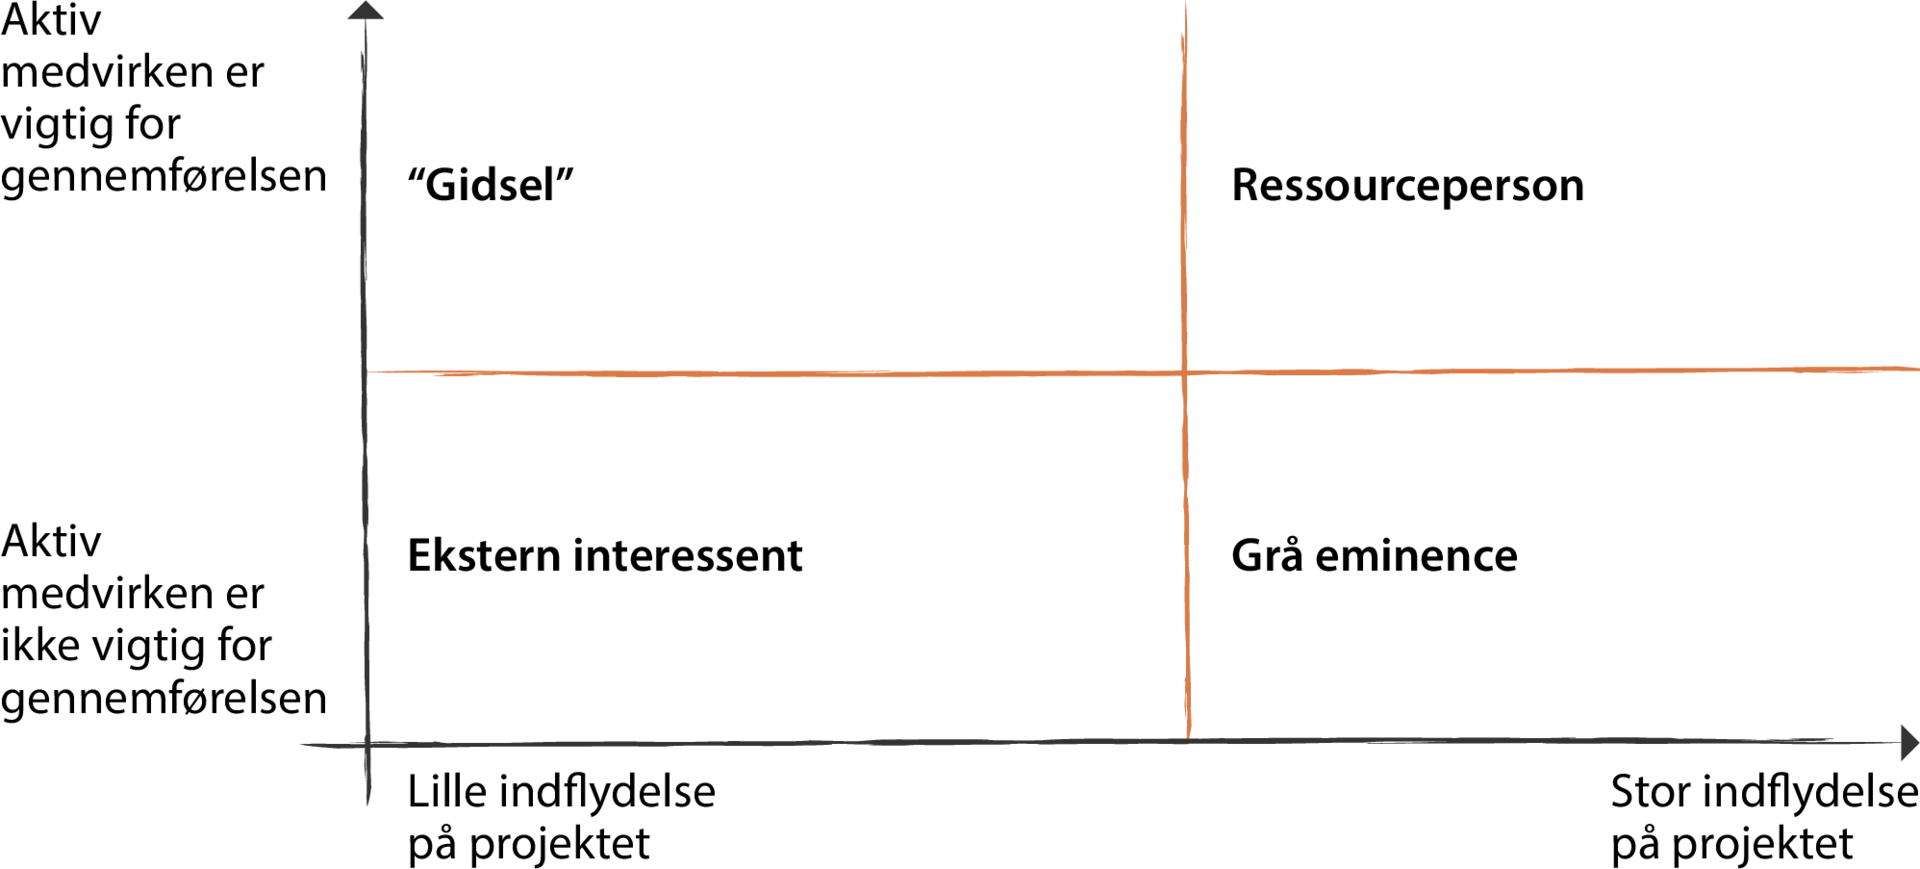 Aktiv
medvirken er
vigtig for
gennemførelsen
“Gidsel”
Ressourceperson
Aktiv
medvirken er
ikke vigtig for
gennemførelsen
Ekstern interessent
Grå eminence
Lille indflydelse
på projektet
Stor indflydelse
på projektet